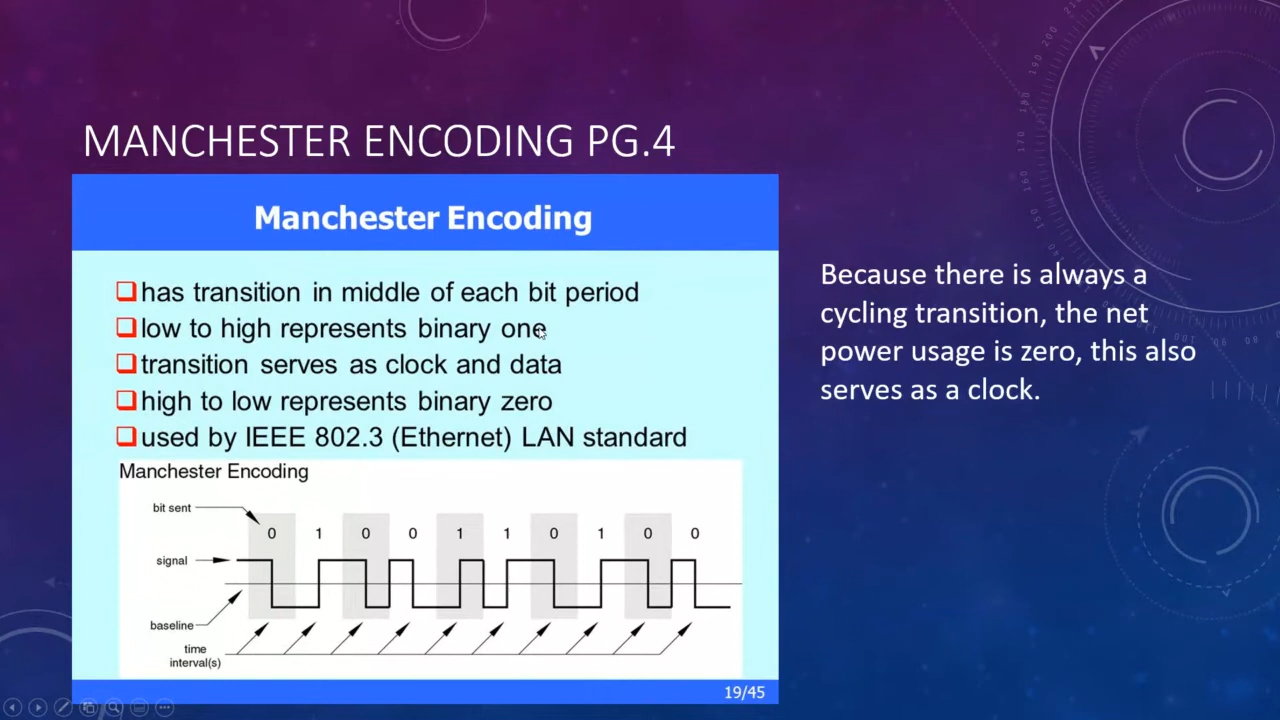 MANCHESTER ENCODING PG.4
Manchester Encoding
has transition in middle of each bit period
low to high represents binary one
transition serves as clock and data
high to low represents binary zero
used by IEEE 802.3 (Ethernet) LAN standard
Manchester Encoding
bit sent
0 1 0 0 1 1 0 1 0 0
signal
baseline
time
interval(s)
19/45
Because there is always a
cycling transition, the net
power usage is zero, this also
serves as a clock.